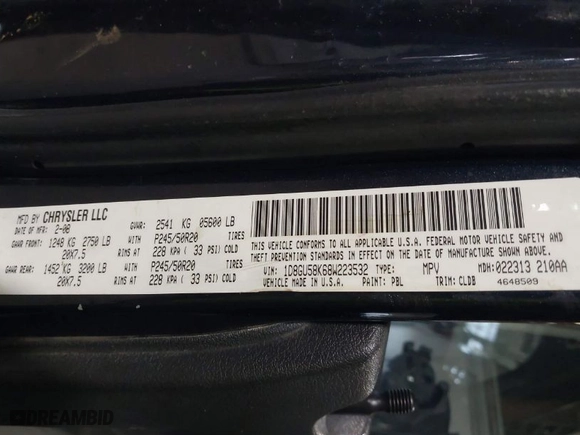 MFD BY CHRYSLER LLC
DATE OF MFR: 2-08
GVWR: 2541 KG 05600 LB
GAWR FRONT: 1248 KG 2750 LB
20X7.5
WITH P245/50R20 TIRES
RIMS AT 228 KPA ( 33 PSI) COLD
GAWR REAR: 1452 KG 3200 LB
20X7.5
WITH P245/50R20 TIRES
RIMS AT 228 KPA ( 33 PSI) COLD
THIS VEHICLE CONFORMS TO ALL APPLICABLE U.S.A. FEDERAL MOTOR VEHICLE SAFETY AND
THEFT PREVENTION STANDARDS IN EFFECT ON THE DATE OF MANUFACTURE SHOWN ABOVE.
VIN: 1D8GU58K68W223532 MPV MDH: 022313 210AA
VEHICLE MADE IN U.S.A. PAINT: PBL TRIM: CLDB 4648509
DREAMBID